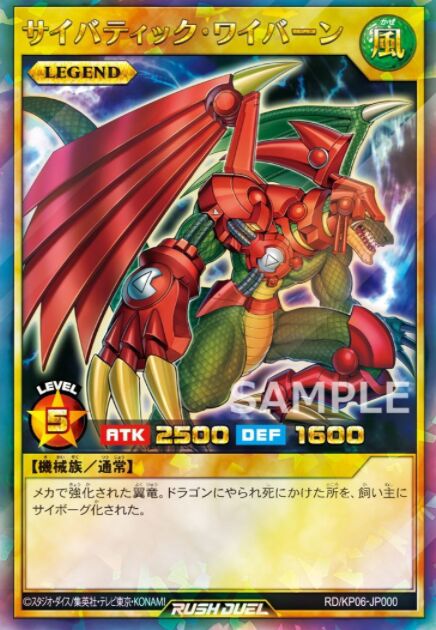 サイバティック・ワイバーン
かぜ
風
LEGEND
SAMPLE
LEVEL
5
ATK 2500 DEF 1600
【機械族／通常】
メカで強化された翼竜。ドラゴンにやられ死にかけた所を、飼い主に
サイボーグ化された。
©スタジオ・ダイス/集英社・テレビ東京・KONAMI
RUSH DUEL
RD/KP06-JP000